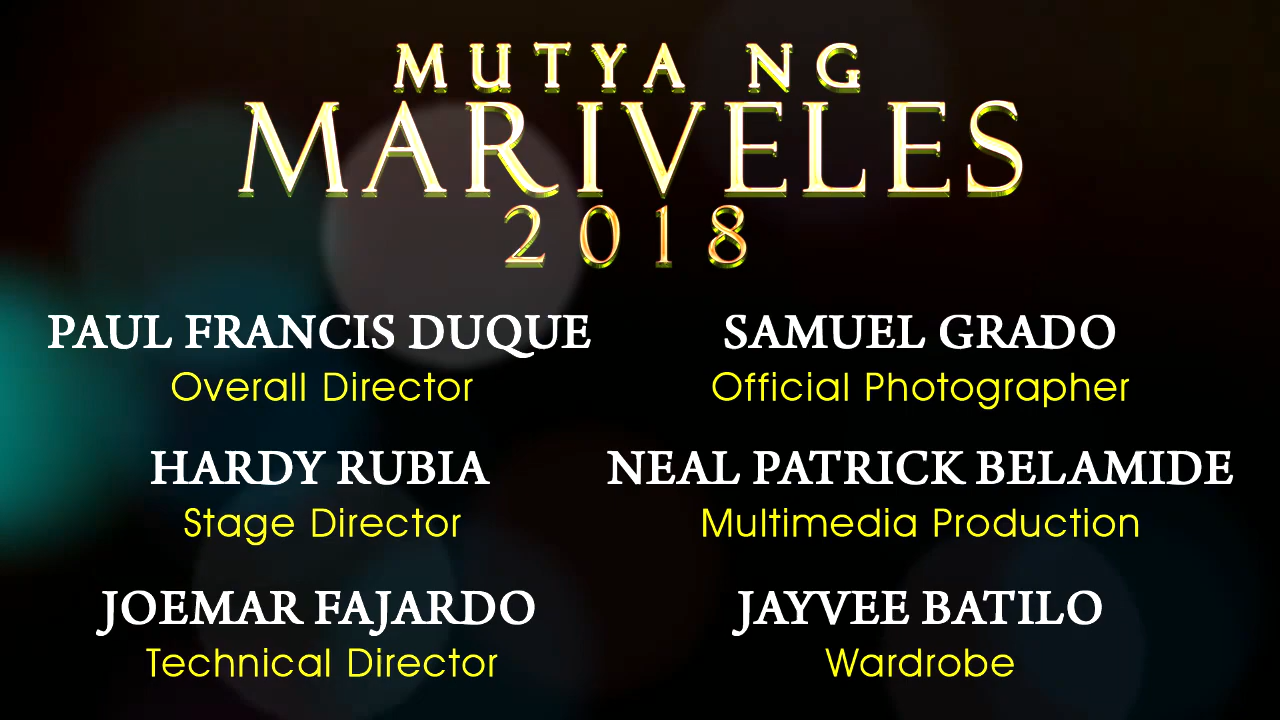 MUTYA NG
MARIVELES
2018
PAUL FRANCIS DUQUE
Overall Director
HARDY RUBIA
Stage Director
JOEMAR FAJARDO
Technical Director
SAMUEL GRADO
Official Photographer
NEAL PATRICK BELAMIDE
Multimedia Production
JAYVEE BATILO
Wardrobe